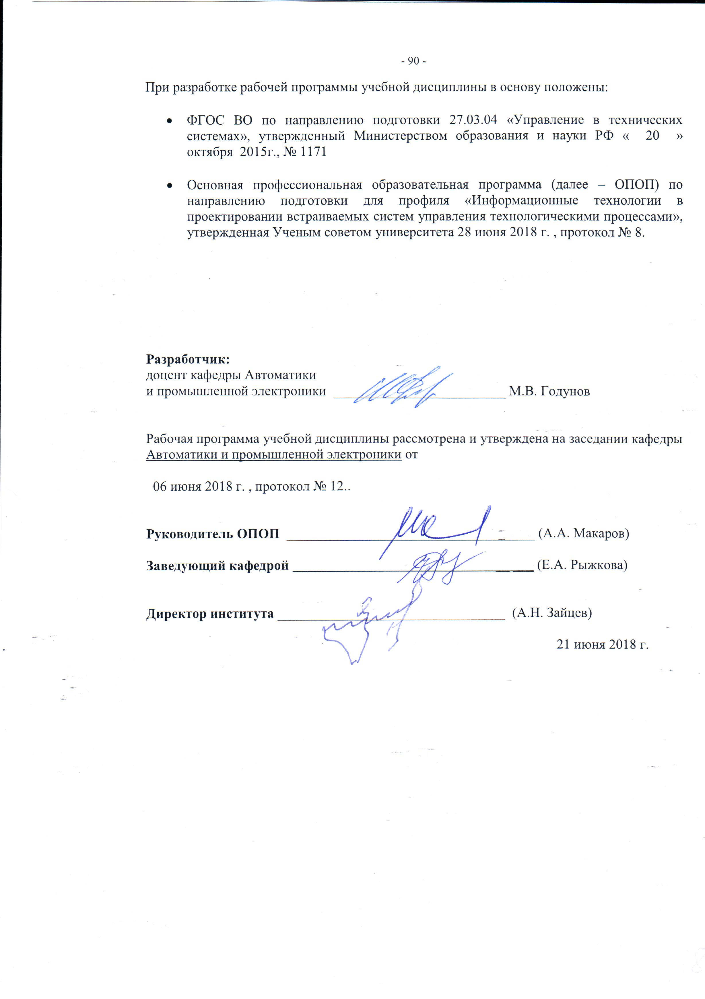 - 90 -
При разработке рабочей программы учебной дисциплины в основу положены:
• ФГОС ВО по направлению подготовки 27.03.04 «Управление в технических
системах», утвержденный Министерством образования и науки РФ « 20 »
октября 2015г., № 1171
• Основная профессиональная образовательная программа (далее – ОПОП) по
направлению подготовки для профиля «Информационные технологии в
проектировании встраиваемых систем управления технологическими процессами»,
утвержденная Ученым советом университета 28 июня 2018 г. , протокол № 8.
Разработчик:
доцент кафедры Автоматики
и промышленной электроники ____________ М.В. Годунов
Рабочая программа учебной дисциплины рассмотрена и утверждена на заседании кафедры
Автоматики и промышленной электроники от
06 июня 2018 г. , протокол № 12..
Руководитель ОПОП ____________ (А.А. Макаров)
Заведующий кафедрой ____________ (Е.А. Рыжкова)
Директор института ____________ (А.Н. Зайцев)
21 июня 2018 г.